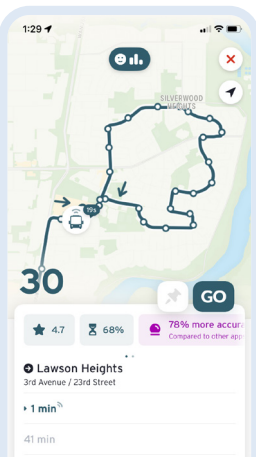 1:29
SILVERWOOD
HEIGHTS
19s
30
GO
4.7
68%
78% more accura
Compared to other app
Lawson Heights
3rd Avenue / 23rd Street
1 min
41 min